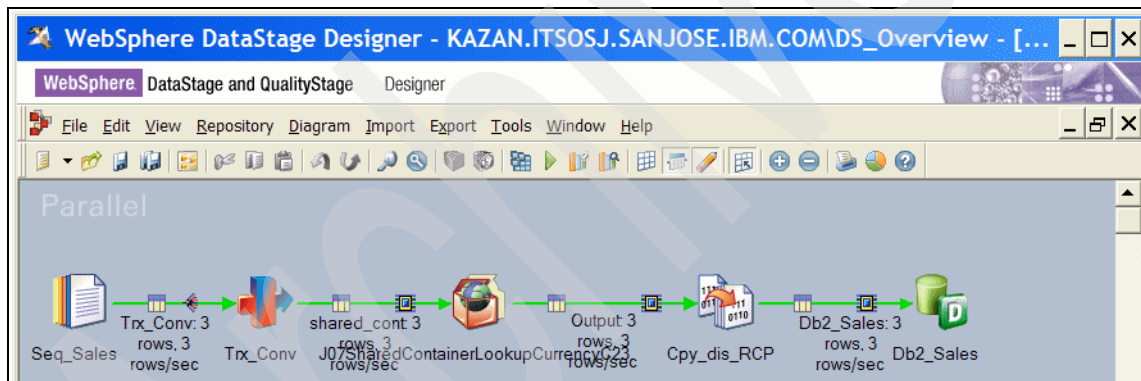 WebSphere DataStage Designer - KAZAN.ITSOSJ.SANJOSE.IBM.COM\DS_Overview - [...
WebSphere. DataStage and QualityStage Designer
File Edit View Repository Diagram Import Export Tools Window Help
Parallel
Trx_Conv: 3
rows, 3
rows/sec
shared_cont: 3
rows, 3
rows/sec
Output: 3
rows, 3
rows/sec
Db2_Sales: 3
rows, 3
rows/sec
Seq_Sales
Trx_Conv
J07SharedContainerLookupCurrencyC23
Cpy_dis_RCP
Db2_Sales